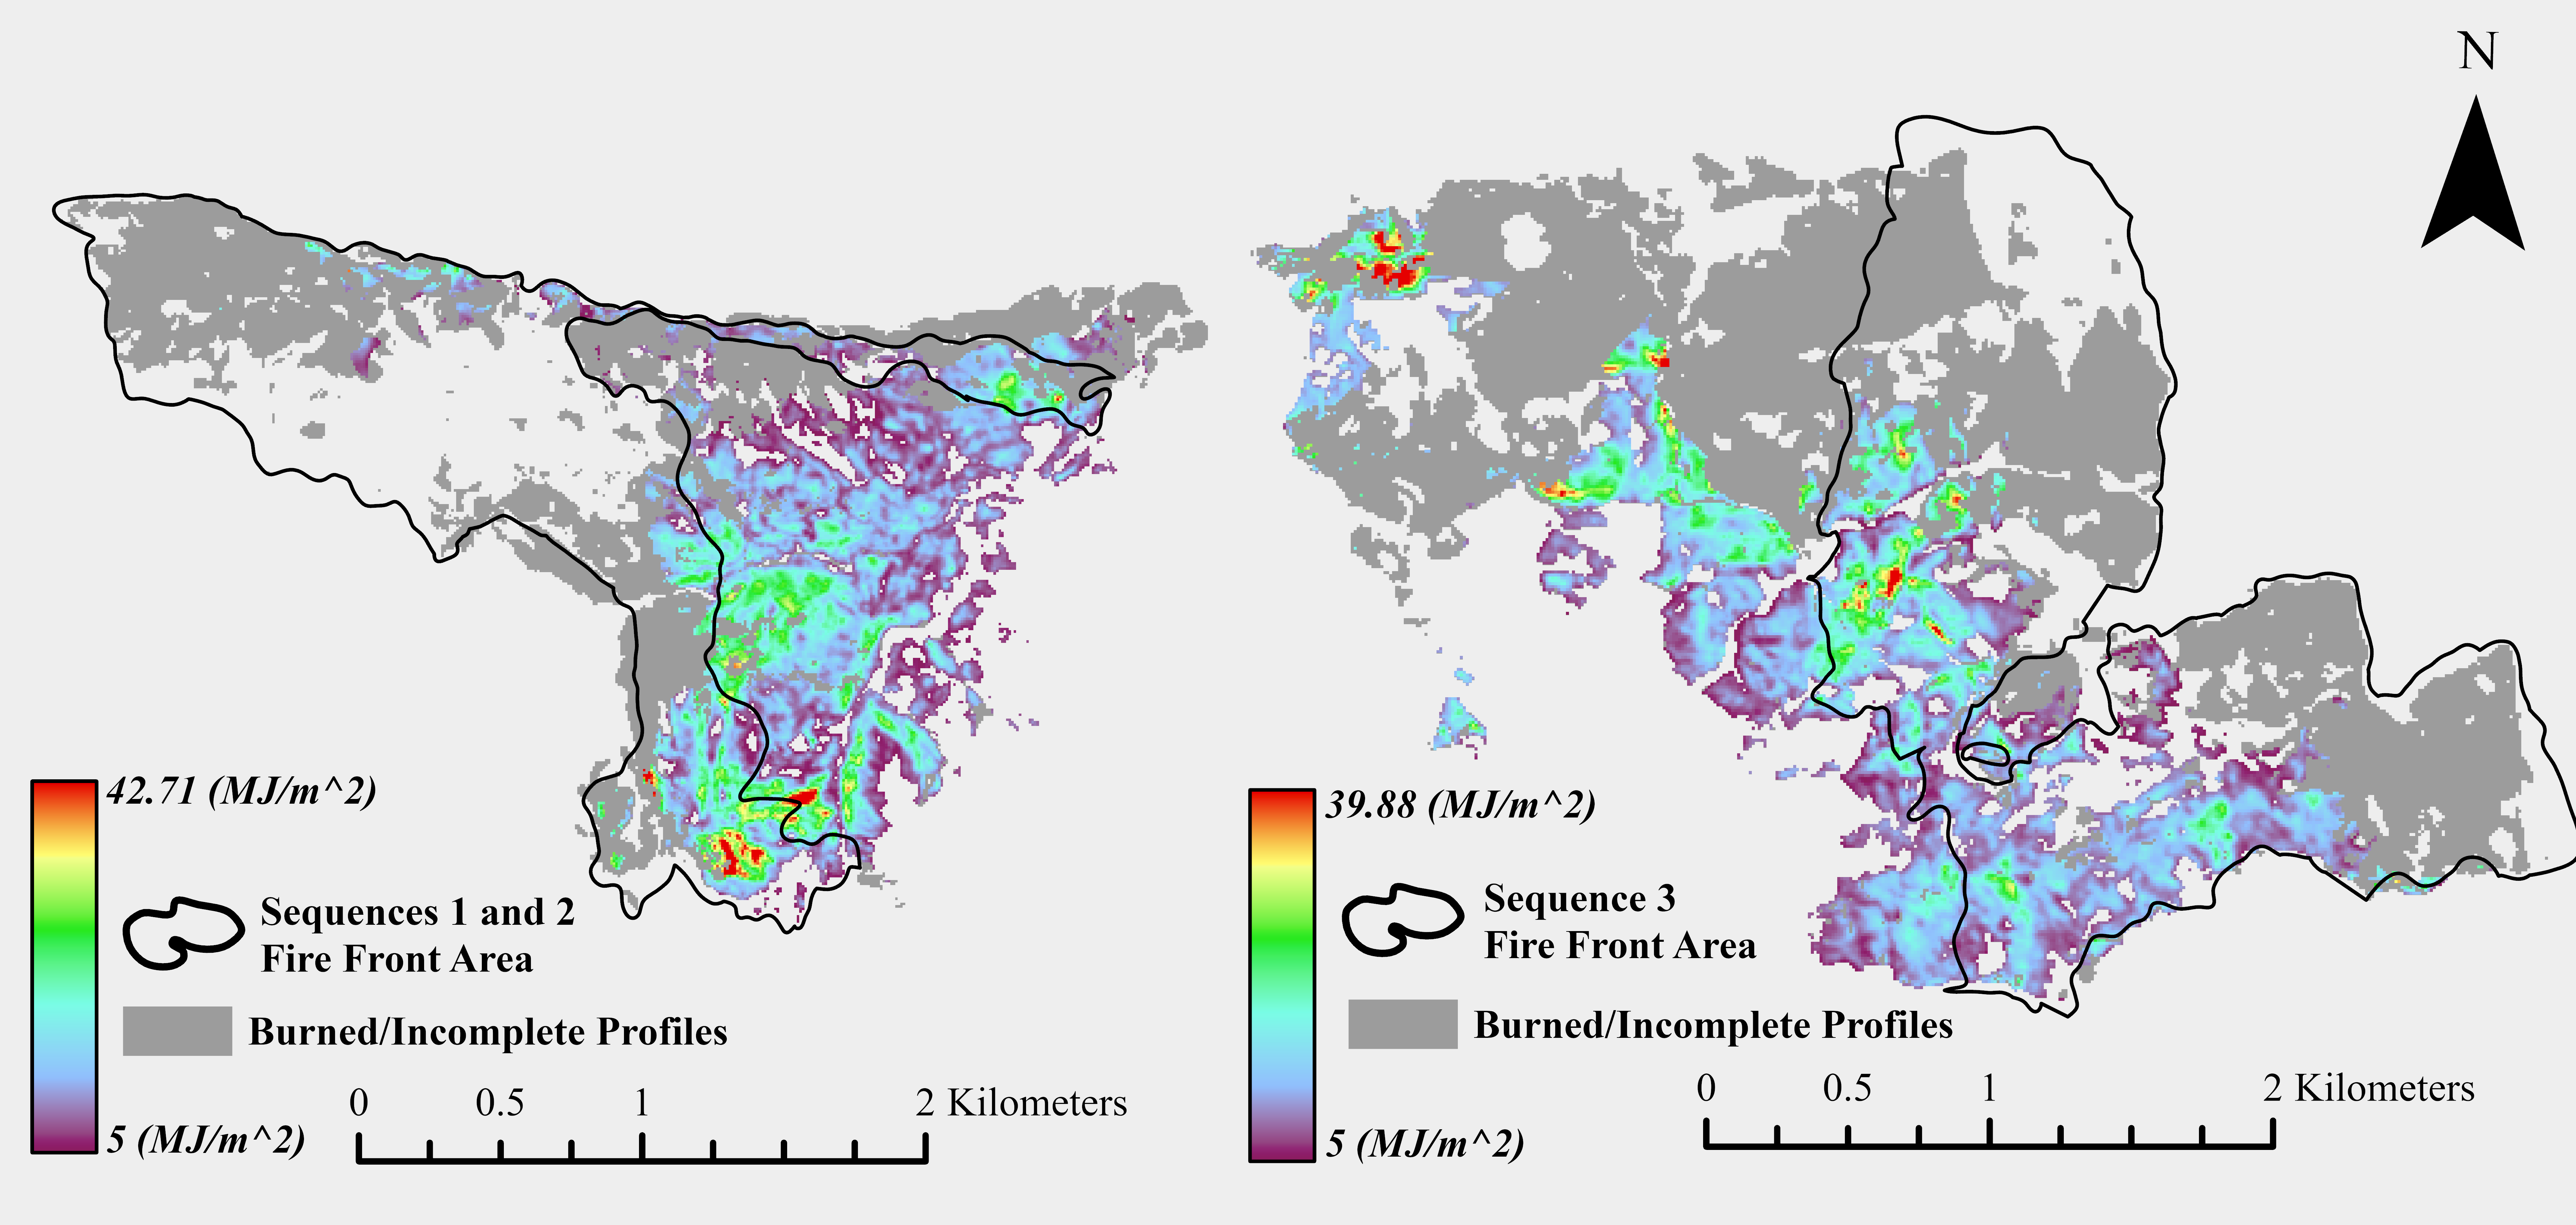 N
42.71 (MJ/m^2)
Sequences 1 and 2
Fire Front Area
Burned/Incomplete Profiles
5 (MJ/m^2)
0 0.5 1 2 Kilometers
39.88 (MJ/m^2)
Sequence 3
Fire Front Area
Burned/Incomplete Profiles
5 (MJ/m^2)
0 0.5 1 2 Kilometers